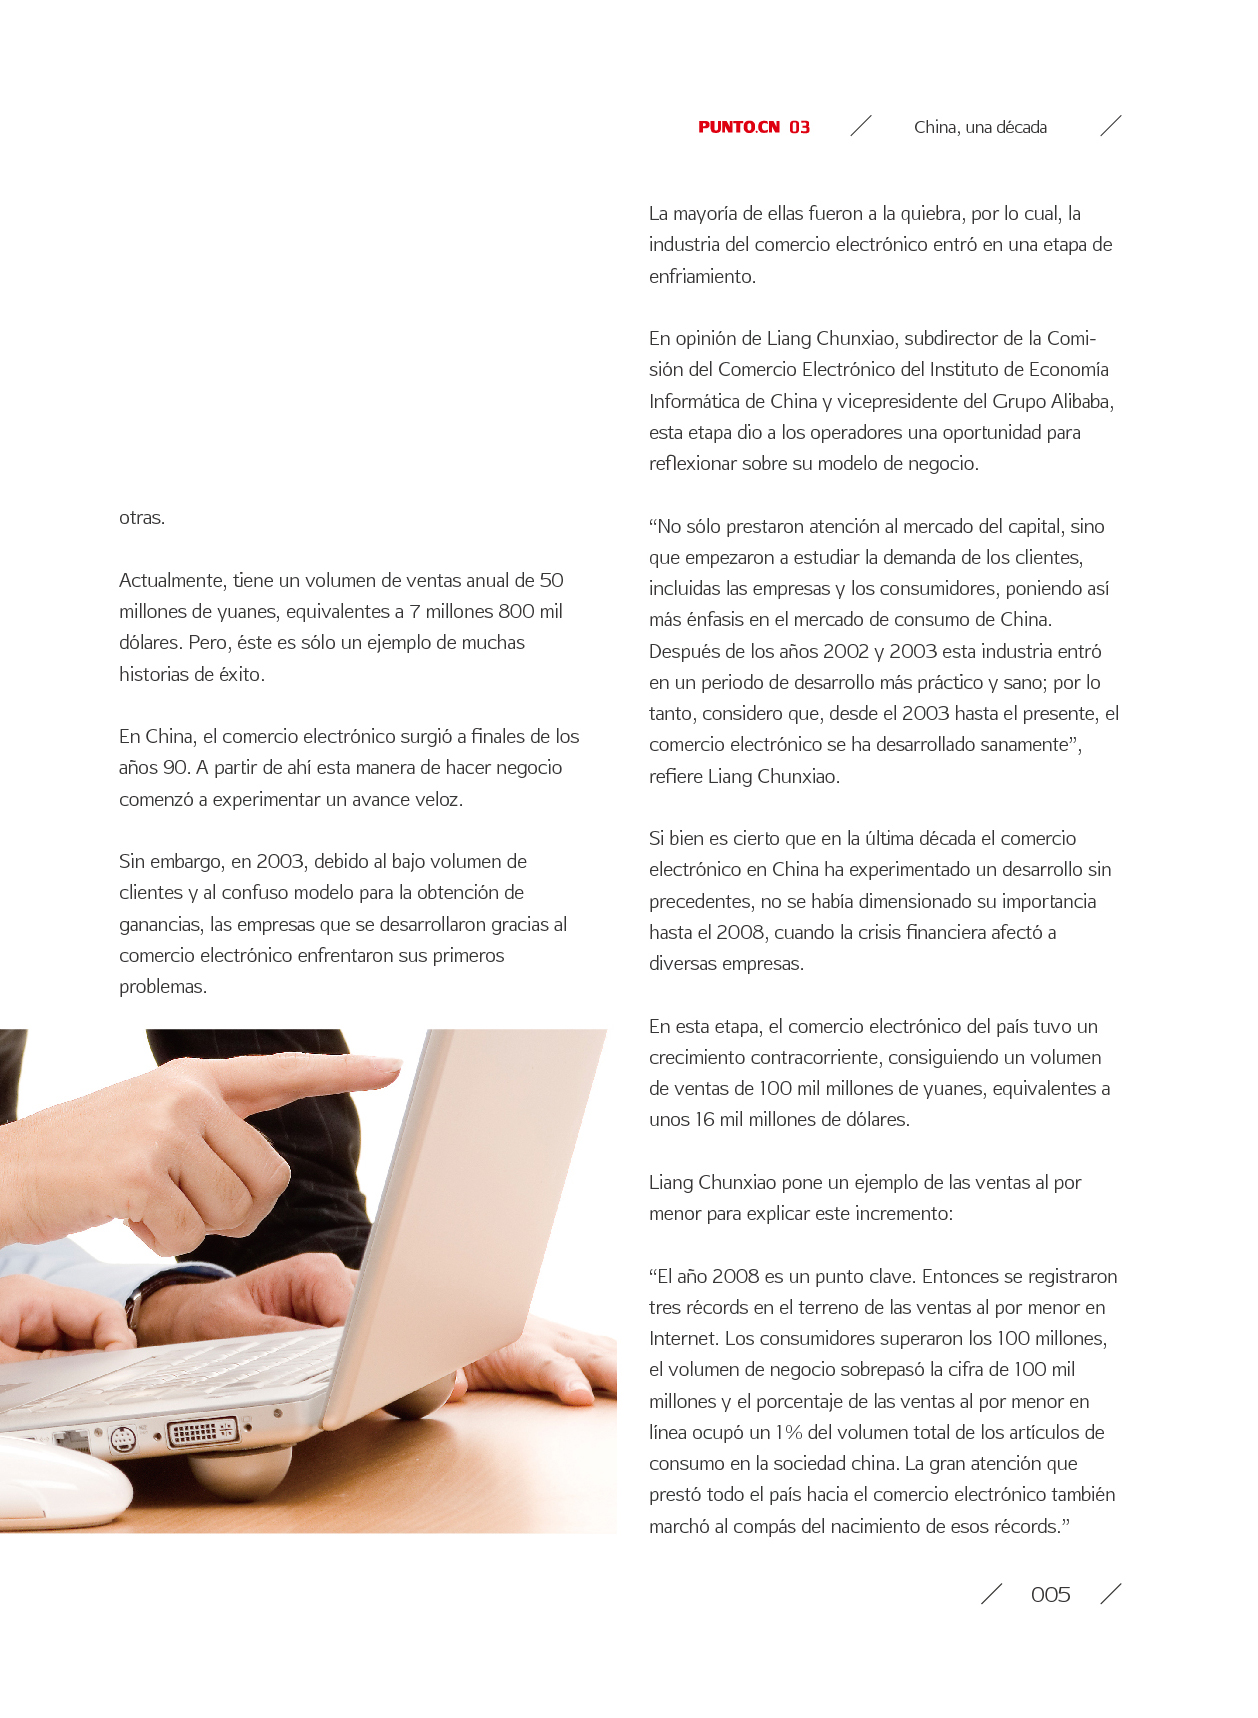 PUNTO.CN 03 / China, una década /
otras.
Actualmente, tiene un volumen de ventas anual de 50
millones de yuanes, equivalentes a 7 millones 800 mil
dólares. Pero, éste es sólo un ejemplo de muchas
historias de éxito.
En China, el comercio electrónico surgió a finales de los
años 90. A partir de ahí esta manera de hacer negocio
comenzó a experimentar un avance veloz.
Sin embargo, en 2003, debido al bajo volumen de
clientes y al confuso modelo para la obtención de
ganancias, las empresas que se desarrollaron gracias al
comercio electrónico enfrentaron sus primeros
problemas.
La mayoría de ellas fueron a la quiebra, por lo cual, la
industria del comercio electrónico entró en una etapa de
enfriamiento.
En opinión de Liang Chunxiao, subdirector de la Comi-
sión del Comercio Electrónico del Instituto de Economía
Informática de China y vicepresidente del Grupo Alibaba,
esta etapa dio a los operadores una oportunidad para
reflexionar sobre su modelo de negocio.
“No sólo prestaron atención al mercado del capital, sino
que empezaron a estudiar la demanda de los clientes,
incluidas las empresas y los consumidores, poniendo así
más énfasis en el mercado de consumo de China.
Después de los años 2002 y 2003 esta industria entró
en un periodo de desarrollo más práctico y sano; por lo
tanto, considero que, desde el 2003 hasta el presente, el
comercio electrónico se ha desarrollado sanamente”,
refiere Liang Chunxiao.
Si bien es cierto que en la última década el comercio
electrónico en China ha experimentado un desarrollo sin
precedentes, no se había dimensionado su importancia
hasta el 2008, cuando la crisis financiera afectó a
diversas empresas.
En esta etapa, el comercio electrónico del país tuvo un
crecimiento contracorriente, consiguiendo un volumen
de ventas de 100 mil millones de yuanes, equivalentes a
unos 16 mil millones de dólares.
Liang Chunxiao pone un ejemplo de las ventas al por
menor para explicar este incremento:
“El año 2008 es un punto clave. Entonces se registraron
tres récords en el terreno de las ventas al por menor en
Internet. Los consumidores superaron los 100 millones,
el volumen de negocio sobrepasó la cifra de 100 mil
millones y el porcentaje de las ventas al por menor en
línea ocupó un 1% del volumen total de los artículos de
consumo en la sociedad china. La gran atención que
prestó todo el país hacia el comercio electrónico también
marchó al compás del nacimiento de esos récords.”
/ 005 /